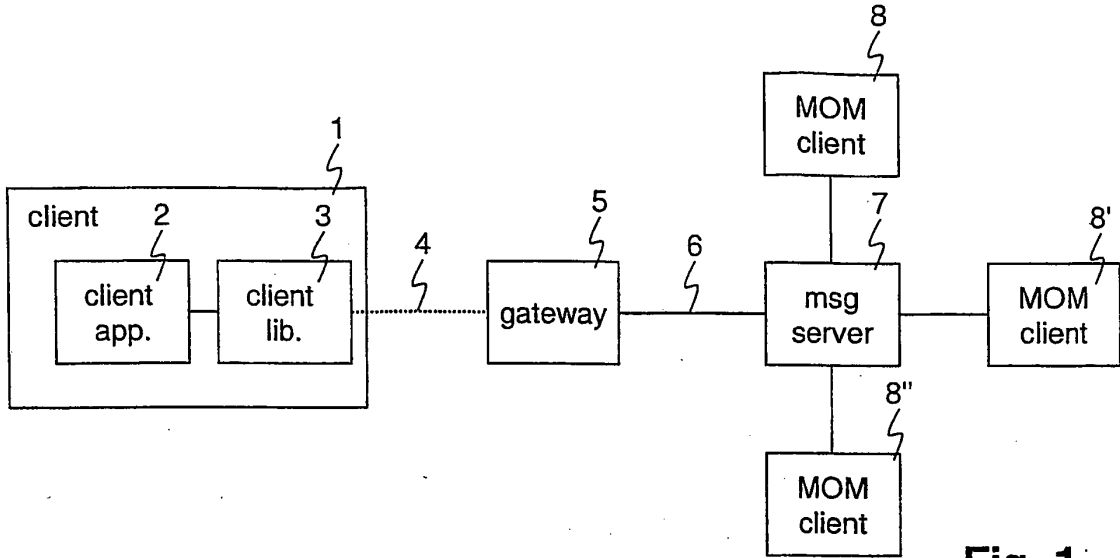 8
MOM
client
1
client
2
3
client
app.
client
lib.
4
5
gateway
6
7
msg
server
8'
MOM
client
8"
MOM
client
Fig. 1